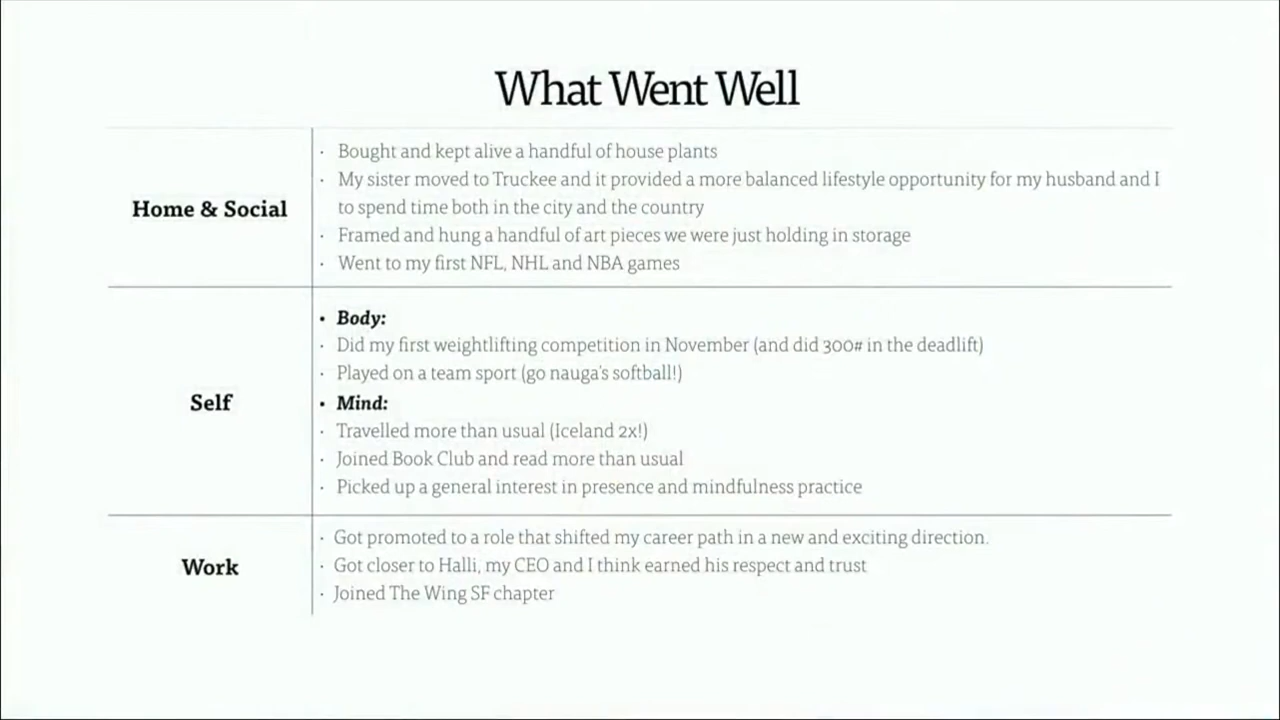 What Went Well
Home & Social
· Bought and kept alive a handful of house plants
· My sister moved to Truckee and it provided a more balanced lifestyle opportunity for my husband and I
to spend time both in the city and the country
· Framed and hung a handful of art pieces we were just holding in storage
· Went to my first NFL, NHL and NBA games
Self
• Body:
· Did my first weightlifting competition in November (and did 300# in the deadlift)
· Played on a team sport (go nauga's softball!)
• Mind:
· Travelled more than usual (Iceland 2x!)
· Joined Book Club and read more than usual
· Picked up a general interest in presence and mindfulness practice
Work
· Got promoted to a role that shifted my career path in a new and exciting direction.
· Got closer to Halli, my CEO and I think earned his respect and trust
· Joined The Wing SF chapter